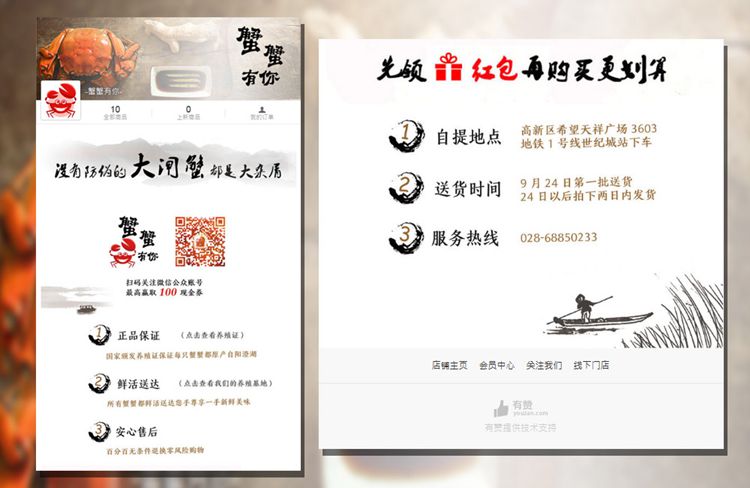 蟹蟹
有你
-蟹蟹有你-
10
全部商品
0
上新商品
我的订单
没有防伪的大闸蟹都是大杂屑
蟹蟹
有你
扫码关注微信公众账号
最高赢取 100 现金券
1 正品保证 (点击查看养殖证)
国家颁发养殖证保证每只蟹蟹都原产自阳澄湖
2 鲜活送达 (点击查看我们的养殖基地)
所有蟹蟹都鲜活送达您手尊享一手新鲜美味
3 安心售后
百分百无条件退换零风险购物
先领红包再购买更划算
1 自提地点
高新区希望天祥广场 3603
地铁 1 号线世纪城站下车
2 送货时间
9 月 24 日第一批送货
24 日以后拍下两日内发货
3 服务热线
028-68850233
店铺主页 会员中心 关注我们 线下门店
有赞
youzan.com
有赞提供技术支持